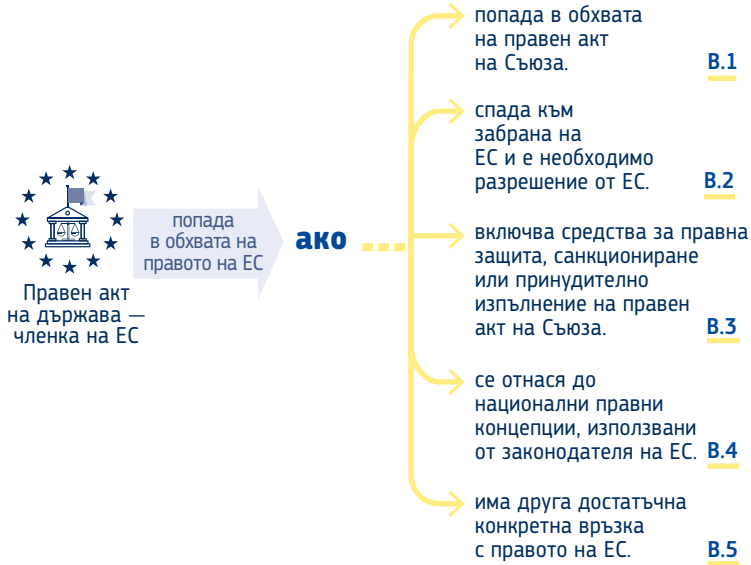 Правен акт
на държава —
членка на ЕС
попада
в обхвата на
правото на ЕС
ако
попада в обхвата
на правен акт
на Съюза. B.1
спада към
забрана на
ЕС и е необходимо
разрешение от ЕС. B.2
включва средства за правна
защита, санкциониране
или принудително
изпълнение на правен
акт на Съюза. B.3
се отнася до
национални правни
концепции, използвани
от законодателя на ЕС. B.4
има друга достатъчна
конкретна връзка
с правото на ЕС. B.5